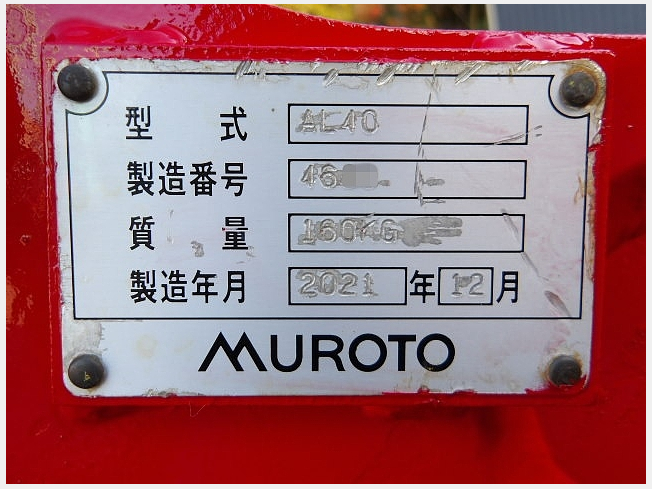 型 式 AL40
製造番号 46
質 量 160KG
製造年月 2021 年 12 月
MUROTO